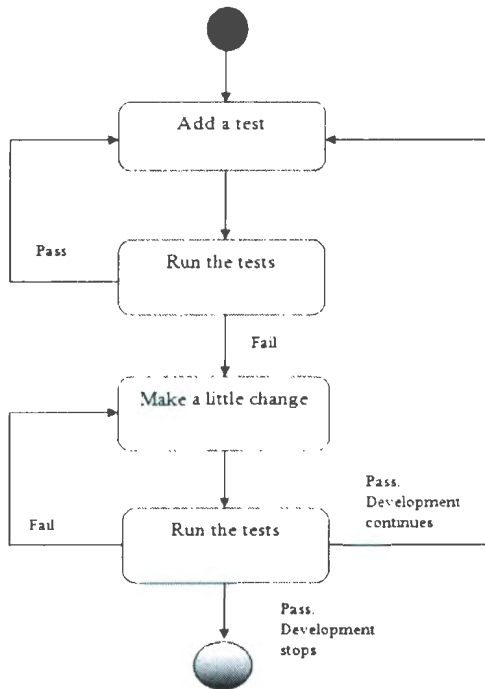 Add a test
Pass
Run the tests
Fail
Make a little change
Pass.
Development
continues
Fail
Run the tests
Pass.
Development
stops